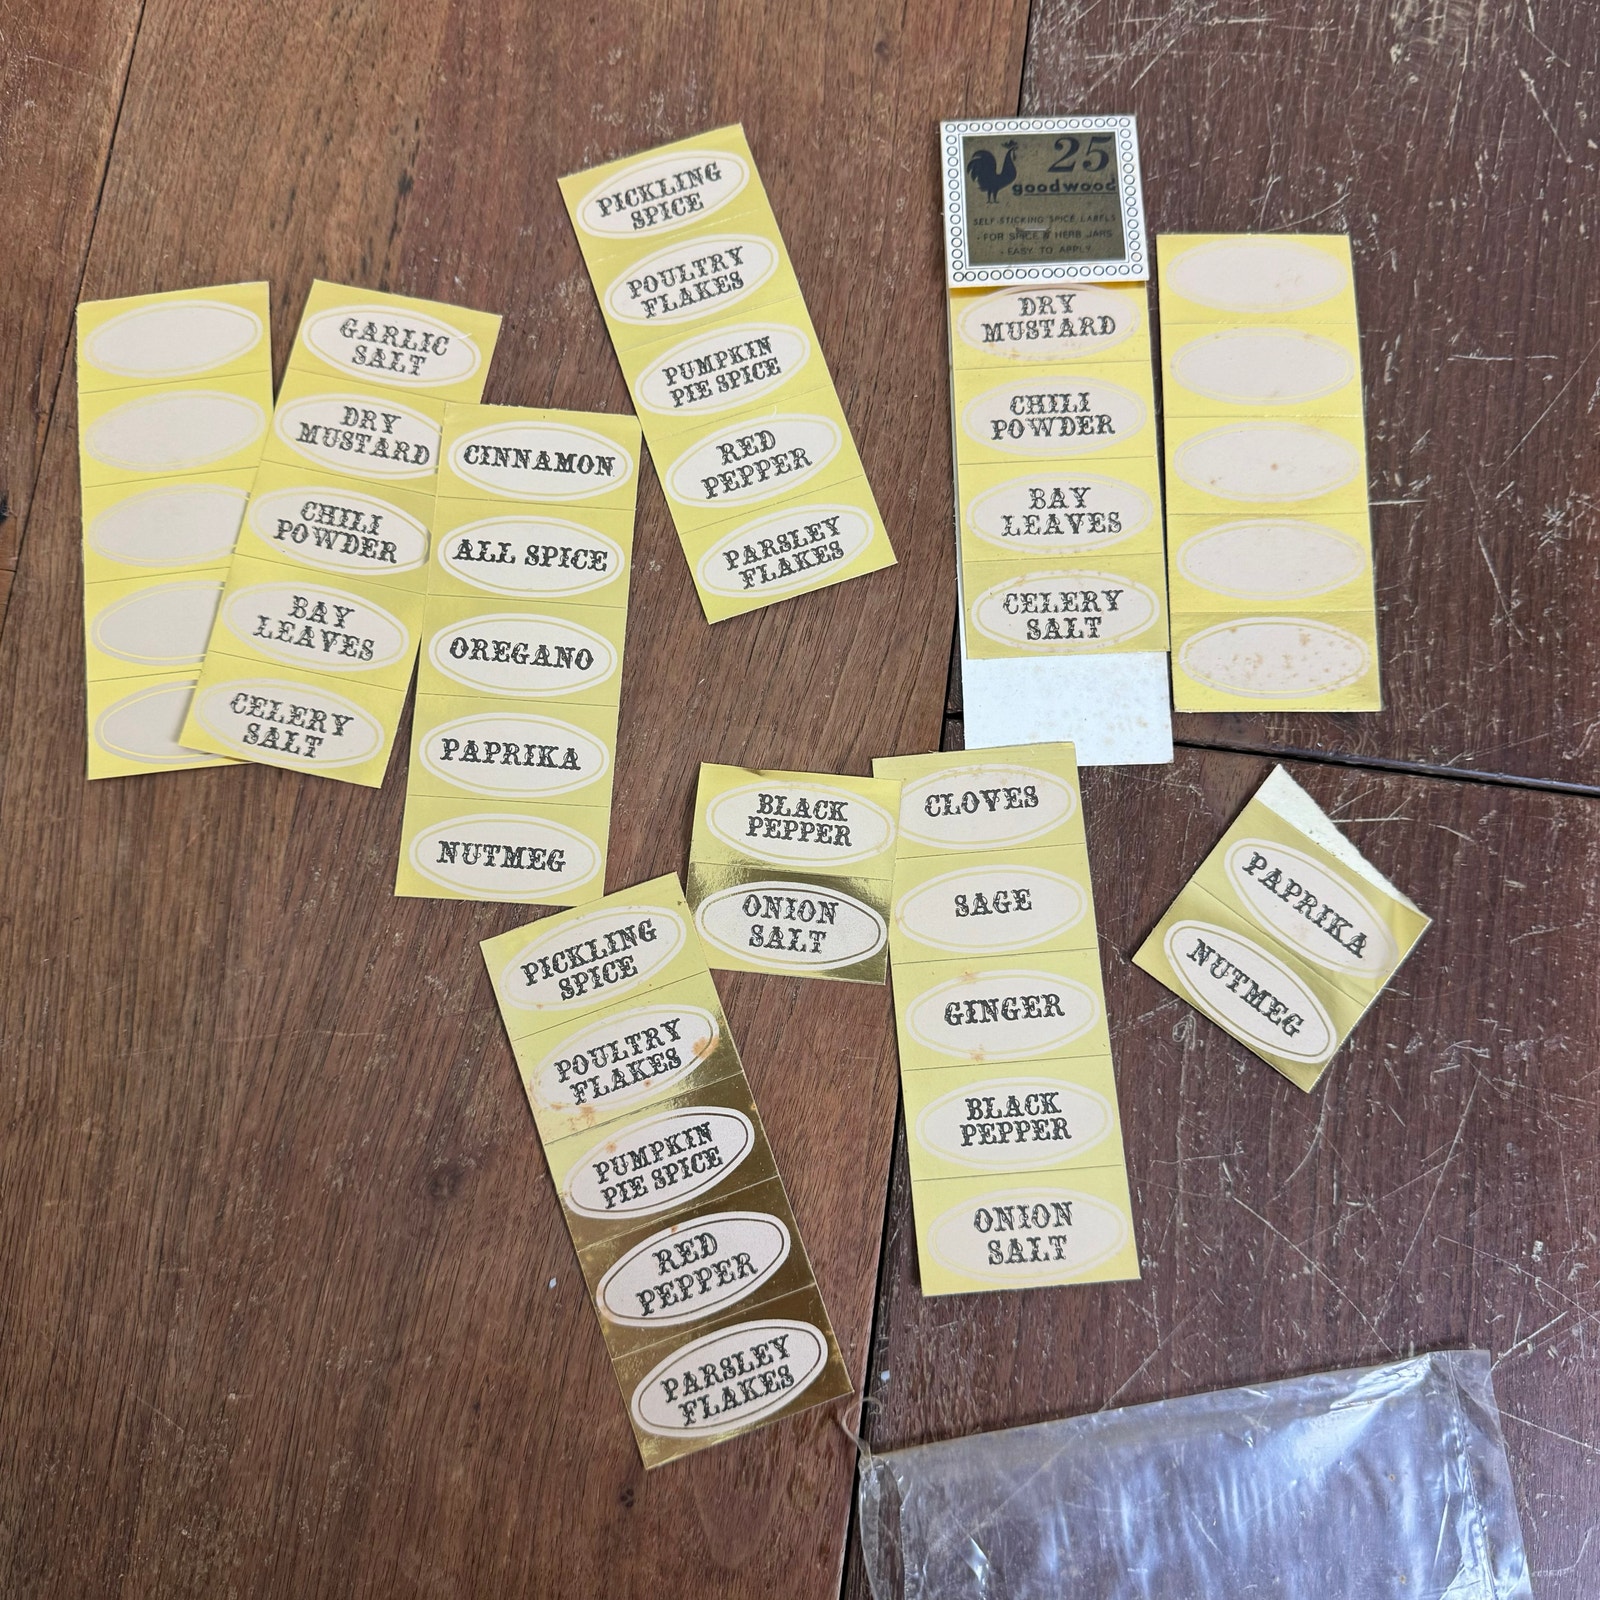 PICKLING
SPICE
POULTRY
FLAKES
PUMPKIN
PIE SPICE
RED
PEPPER
PARSLEY
FLAKES
25
goodwood
SELF-STICKING SPICE LABELS
- FOR SPICE & HERB JARS
- EASY TO APPLY
DRY
MUSTARD
CHILI
POWDER
BAY
LEAVES
CELERY
SALT
GARLIC
SALT
DRY
MUSTARD
CHILI
POWDER
BAY
LEAVES
CELERY
SALT
CINNAMON
ALL SPICE
OREGANO
PAPRIKA
NUTMEG
BLACK
PEPPER
ONION
SALT
CLOVES
SAGE
GINGER
BLACK
PEPPER
ONION
SALT
PAPRIKA
NUTMEG
PICKLING
SPICE
POULTRY
FLAKES
PUMPKIN
PIE SPICE
RED
PEPPER
PARSLEY
FLAKES